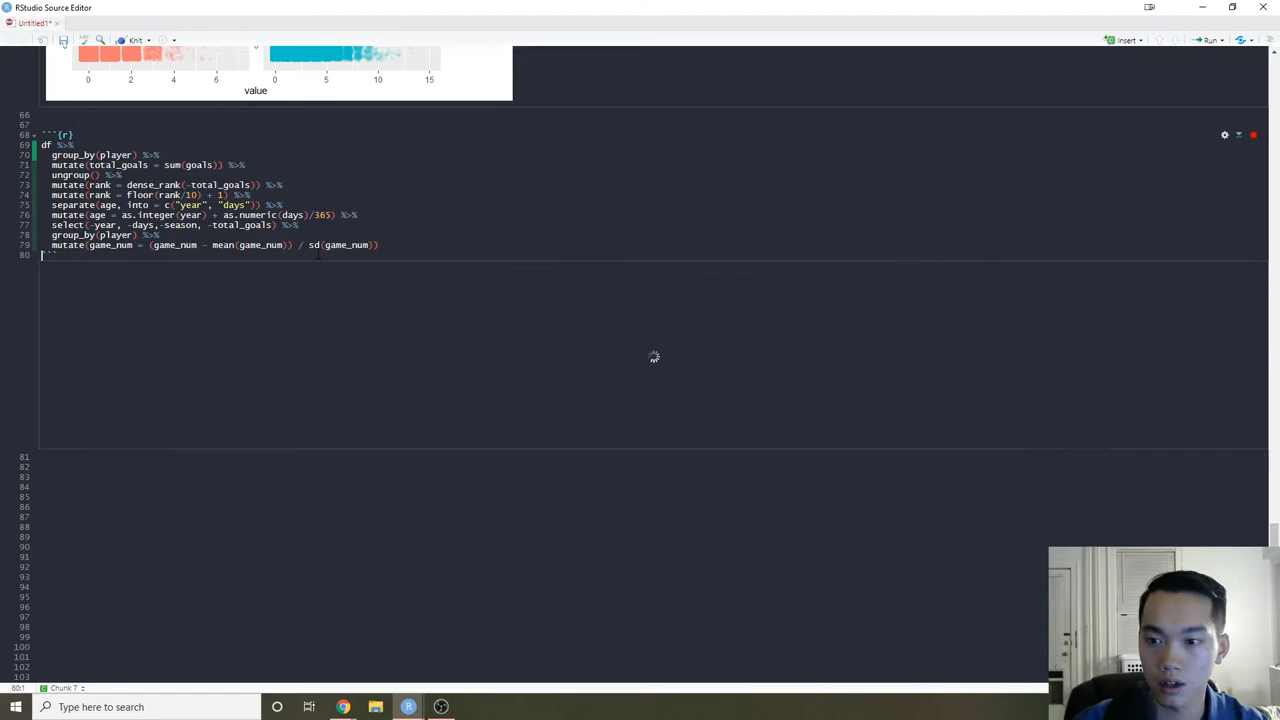 RStudio Source Editor
Untitled1*
Knit
Insert
Run
0 2 4 6 0 5 10 15
value
66
67
68 ```{r}
69 df %>%
70 group_by(player) %>%
71 mutate(total_goals = sum(goals)) %>%
72 ungroup() %>%
73 mutate(rank = dense_rank(-total_goals)) %>%
74 mutate(rank = floor(rank/10) + 1) %>%
75 separate(age, into = c("year", "days")) %>%
76 mutate(age = as.integer(year) + as.numeric(days)/365) %>%
77 select(-year, -days,-season, -total_goals) %>%
78 group_by(player) %>%
79 mutate(game_num = (game_num - mean(game_num)) / sd(game_num))
80 ```
81
82
83
84
85
86
87
88
89
90
91
92
93
94
95
96
97
98
99
100
101
102
103
80:1 Chunk 7
Type here to search